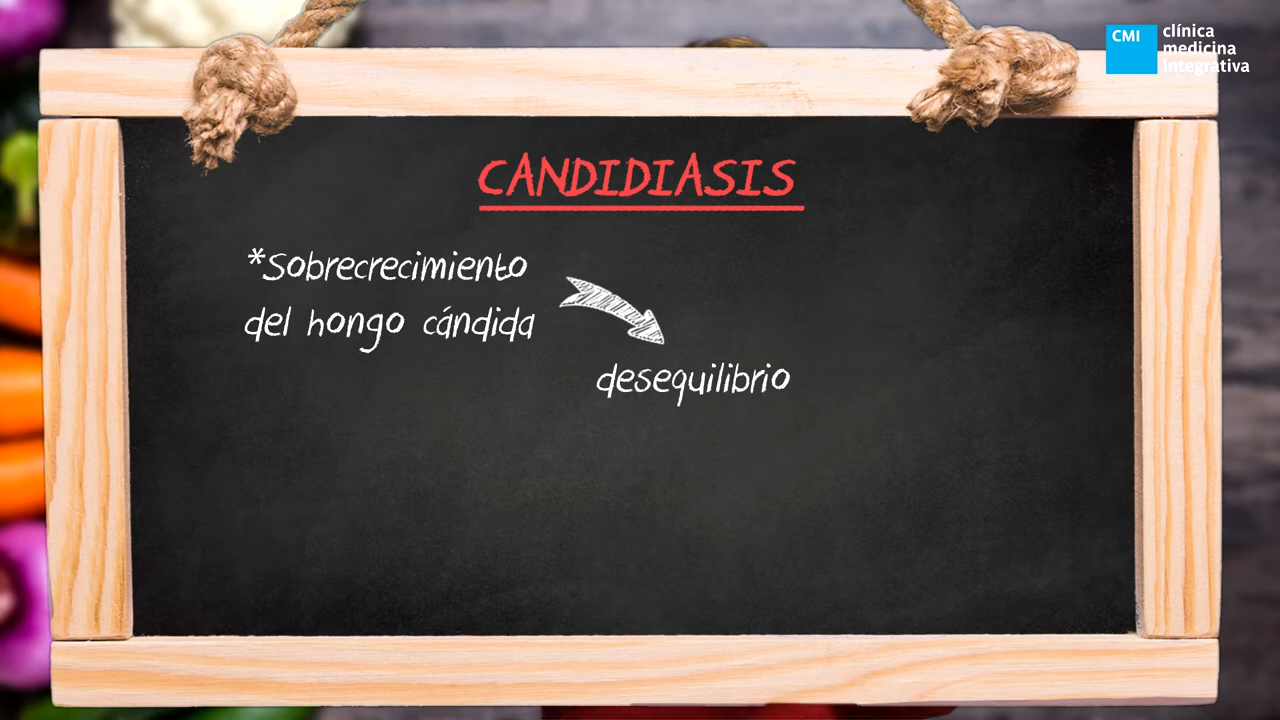 CMI
clínica
medicina
integrativa
CANDIDIASIS
*Sobrecrecimiento
del hongo cándida
desequilibrio